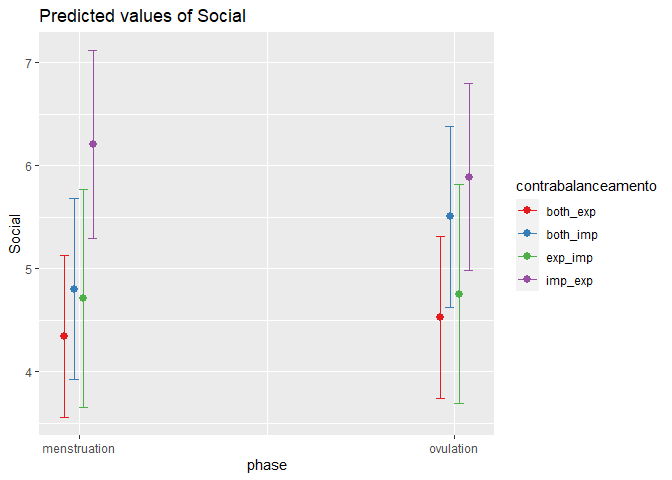 Predicted values of Social
7
6
5
4
Social
menstruation
ovulation
phase
contrabalanceamento
both_exp
both_imp
exp_imp
imp_exp